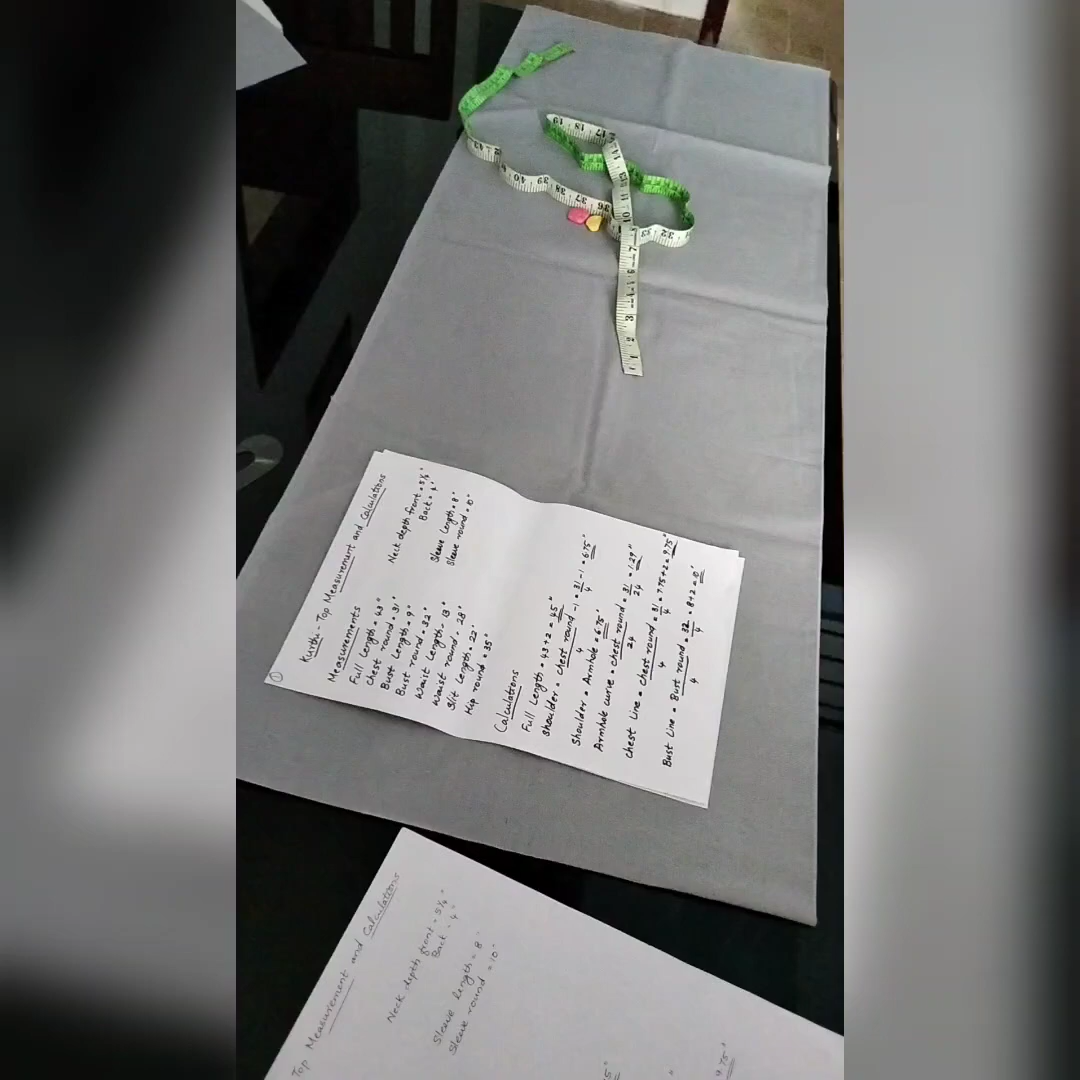 ①
Kurthi - Top Measurement and Calculations
Measurements
Full Length = 43"
chest round = 31"
Bust Length = 9"
Bust round = 32"
Waist Length - 13"
Waist round - 28"
Slit Length = 22"
Hip round = 35"
Neck depth front = 5½"
Back = 4"
Sleeve Length = 8"
Sleeve round = 10"
Calculations
Full Length = 43+2 = 45"
Shoulder = chest round/4 - 1 = 31/4 - 1 = 6.75"
Shoulder = Armhole = 6.75"
Armhole curve = chest round/24 = 31/24 = 1.29"
chest Line = chest round/4 = 31/4 = 7.75+2 = 9.75"
Bust Line = Bust round/4 = 32/4 = 8+2 = 10"
Top Measurement and Calculations
Neck depth front = 5½"
Back - 4"
Sleeve Length = 8"
Sleeve round = 10"
9.75"